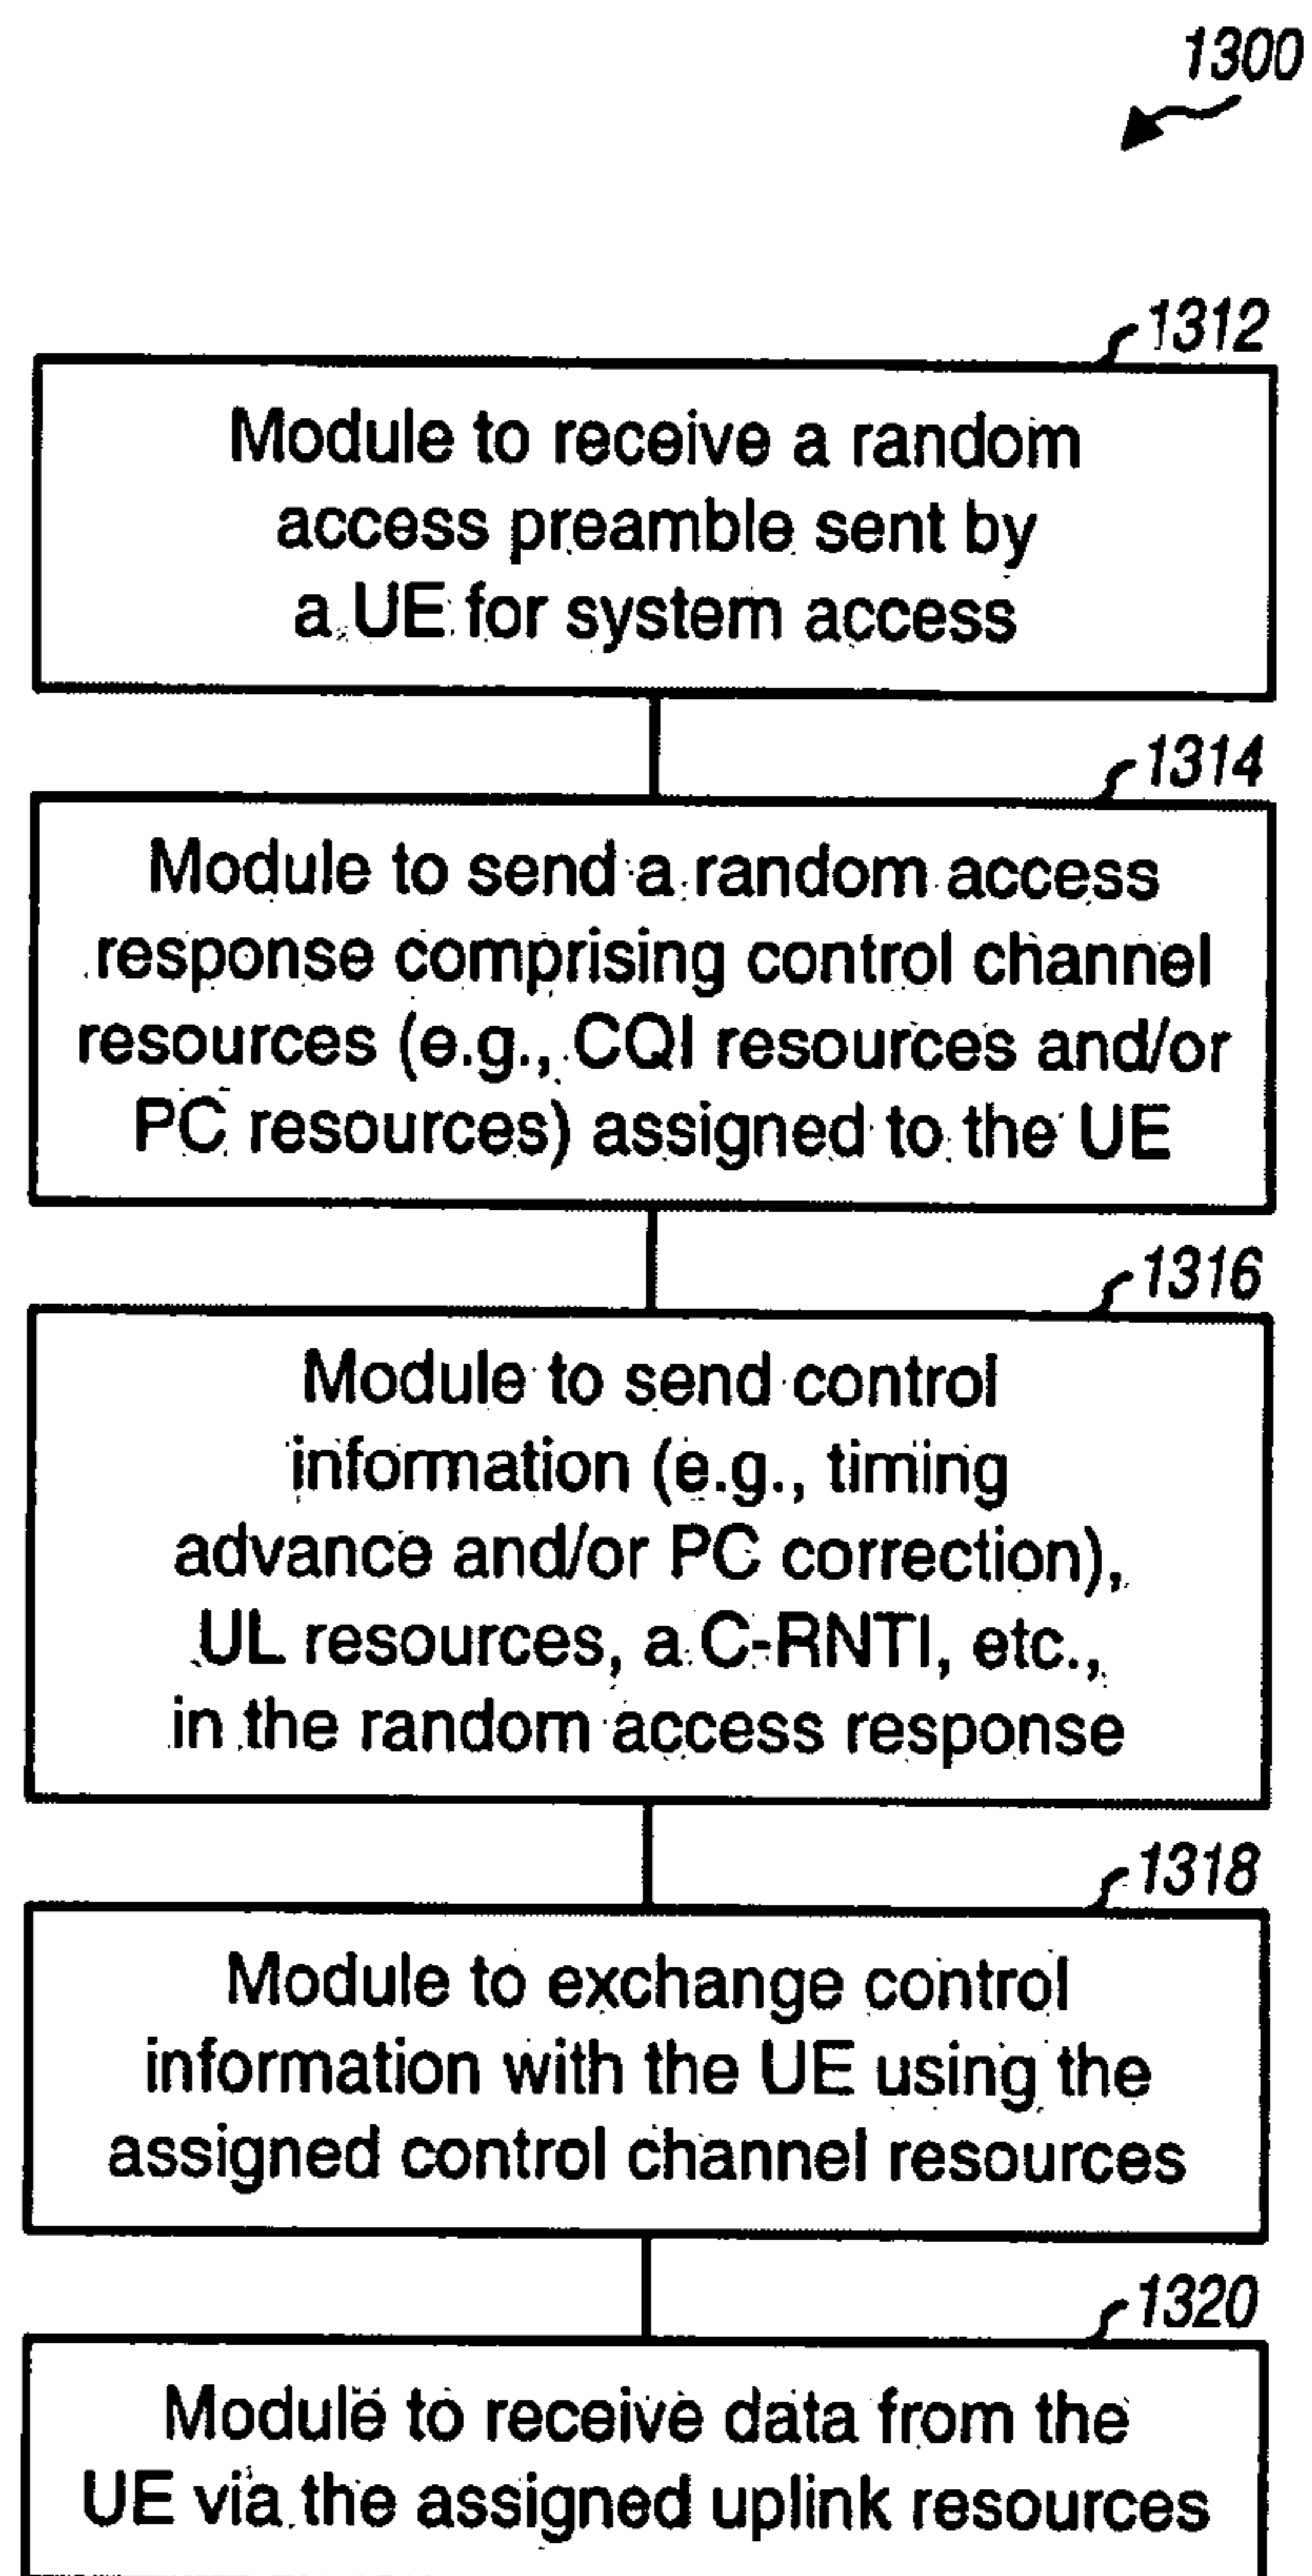 1300
1312
Module to receive a random
access preamble sent by
a UE for system access
1314
Module to send a random access
response comprising control channel
resources (e.g., CQI resources and/or
PC resources) assigned to the UE
1316
Module to send control
information (e.g., timing
advance and/or PC correction),
UL resources, a C-RNTI, etc.,
in the random access response
1318
Module to exchange control
information with the UE using the
assigned control channel resources
1320
Module to receive data from the
UE via the assigned uplink resources